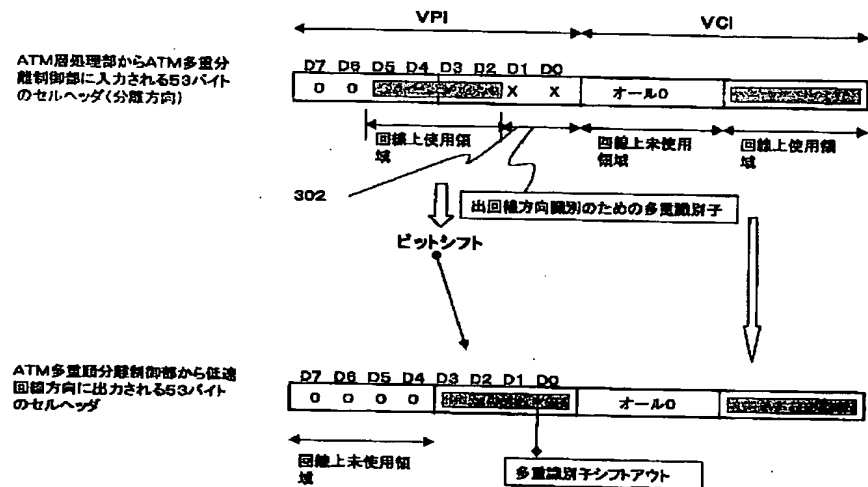 VPI VCI
ATM層処理部からATM多重分
離制御部に入力される53バイト
のセルヘッダ(分離方向)
D7 D6 D5 D4 D3 D2 D1 D0
0 0 X X オール0
回線上使用領
域
回線上未使用
領域
回線上使用領
域
302
出回線方向識別のための多重識別子
ビットシフト
ATM多重順分離制御部から低速
回線方向に出力される53バイト
のセルヘッダ
D7 D6 D5 D4 D3 D2 D1 D0
0 0 0 0 オール0
回線上未使用領
域
多重識別子シフトアウト